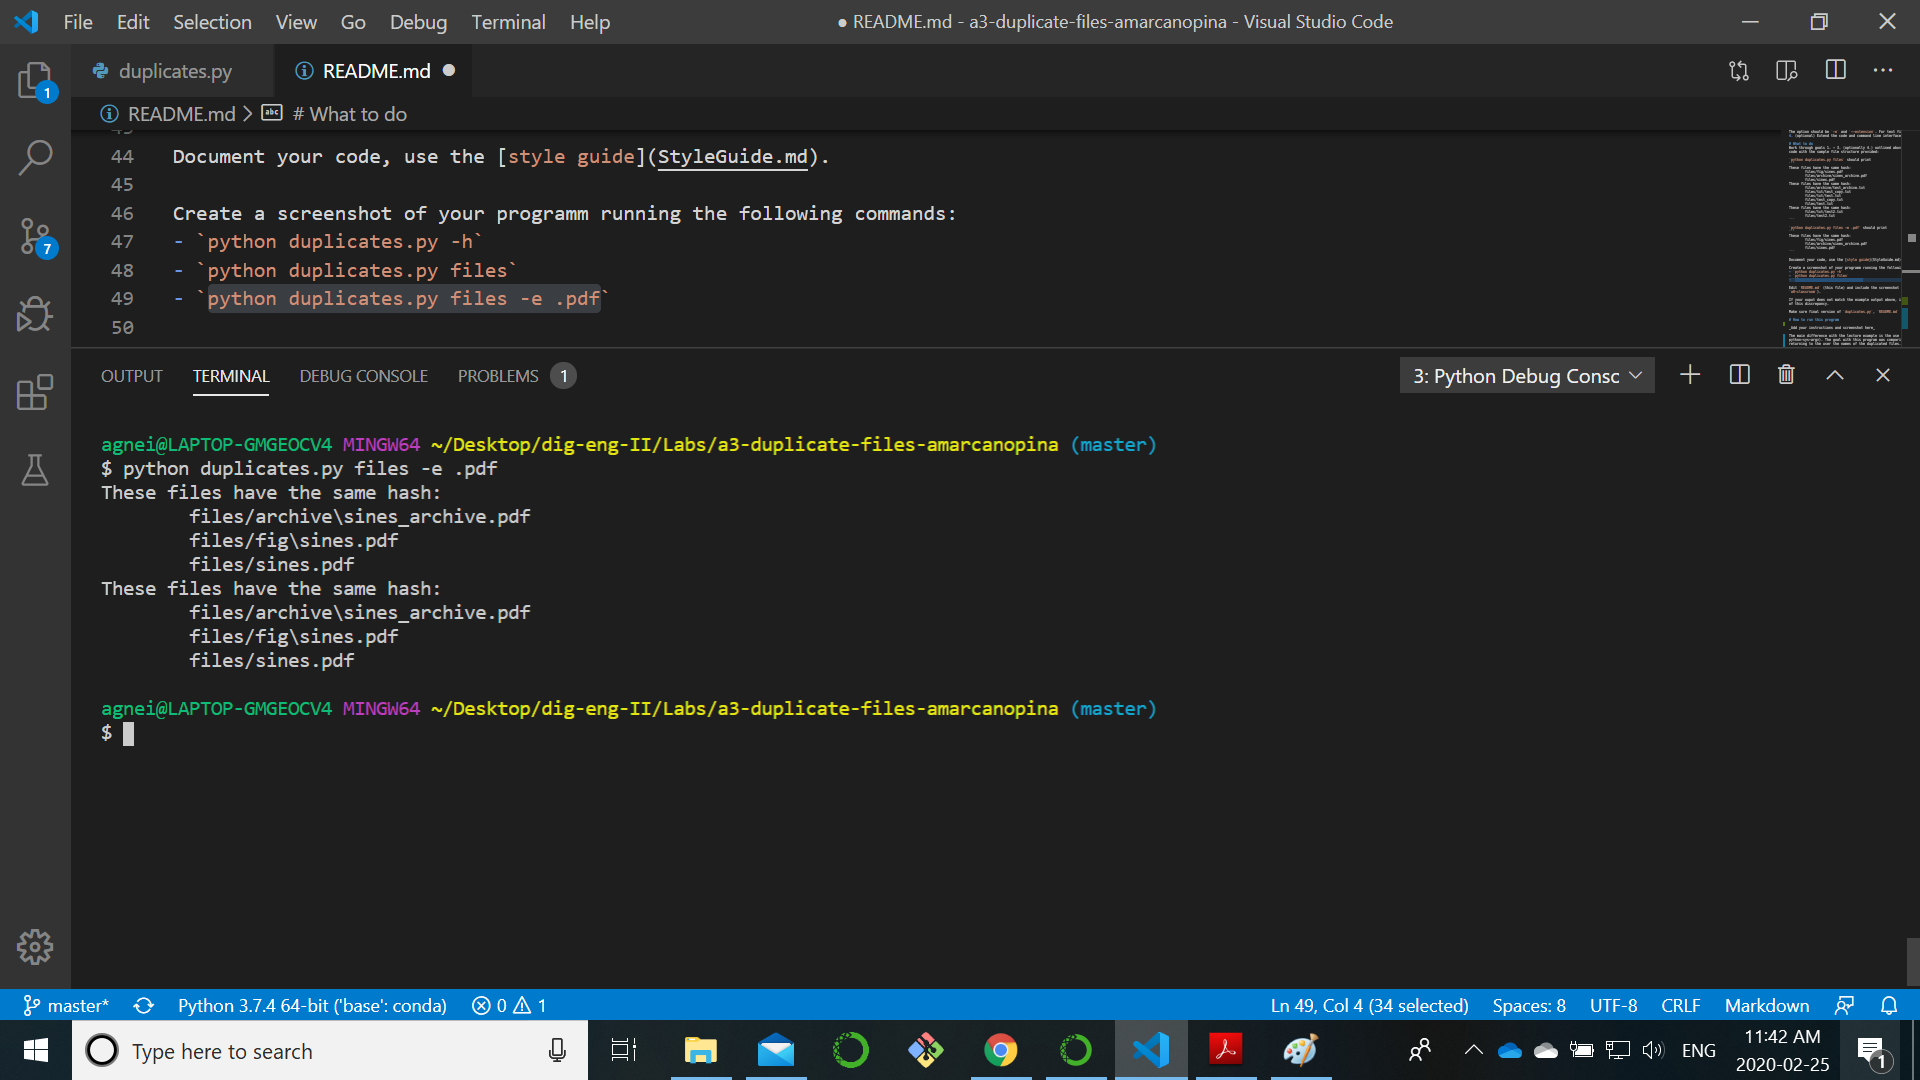 File Edit Selection View Go Debug Terminal Help ● README.md - a3-duplicate-files-amarcanopina - Visual Studio Code
duplicates.py README.md
README.md > # What to do
1
7
44 Document your code, use the [style guide](StyleGuide.md).
45
46 Create a screenshot of your programm running the following commands:
47 - `python duplicates.py -h`
48 - `python duplicates.py files`
49 - `python duplicates.py files -e .pdf`
50
OUTPUT TERMINAL DEBUG CONSOLE PROBLEMS 1 3: Python Debug Consc
agnei@LAPTOP-GMGEOCV4 MINGW64 ~/Desktop/dig-eng-II/Labs/a3-duplicate-files-amarcanopina (master)
$ python duplicates.py files -e .pdf
These files have the same hash:
files/archive\sines_archive.pdf
files/fig\sines.pdf
files/sines.pdf
These files have the same hash:
files/archive\sines_archive.pdf
files/fig\sines.pdf
files/sines.pdf
agnei@LAPTOP-GMGEOCV4 MINGW64 ~/Desktop/dig-eng-II/Labs/a3-duplicate-files-amarcanopina (master)
$
master* Python 3.7.4 64-bit ('base': conda) 0 1 Ln 49, Col 4 (34 selected) Spaces: 8 UTF-8 CRLF Markdown
Type here to search ENG 11:42 AM
2020-02-25 1